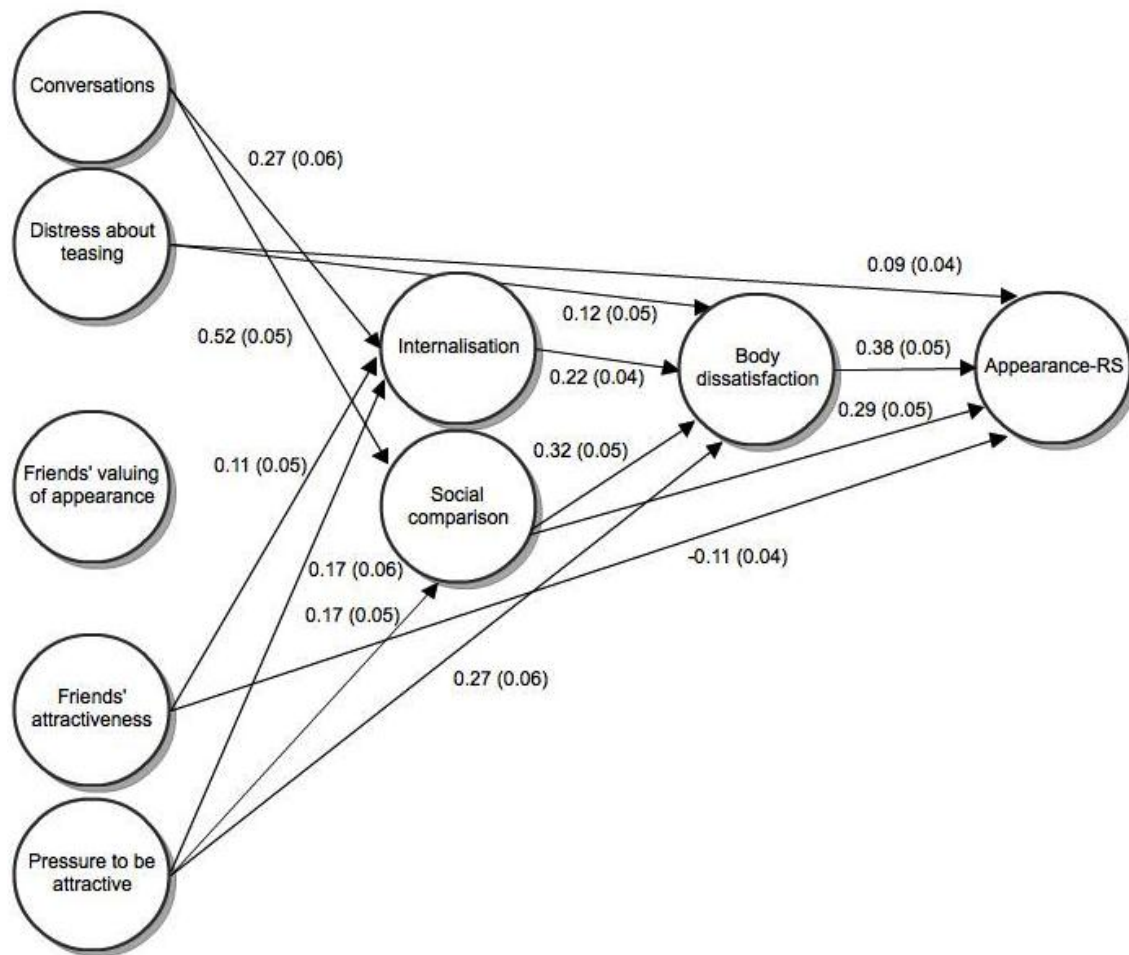 Conversations
0.27 (0.06)
Distress about
teasing
0.09 (0.04)
0.12 (0.05)
0.52 (0.05)
Internalisation
0.22 (0.04)
Body
dissatisfaction
0.38 (0.05)
Appearance-RS
0.29 (0.05)
Friends' valuing
of appearance
0.11 (0.05)
Social
comparison
0.32 (0.05)
-0.11 (0.04)
0.17 (0.06)
0.17 (0.05)
0.27 (0.06)
Friends'
attractiveness
Pressure to be
attractive